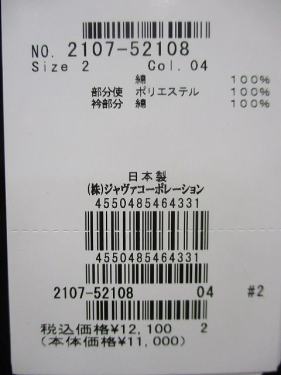 NO. 2107-52108
Size 2 Col. 04
綿 100%
部分使 ポリエステル 100%
衿部分 綿 100%
日本製
(株)ジャヴァコーポレーション
4550485464331
4550485464331
2107-52108 04 #2
税込価格¥12,100 2
(本体価格¥11,000)